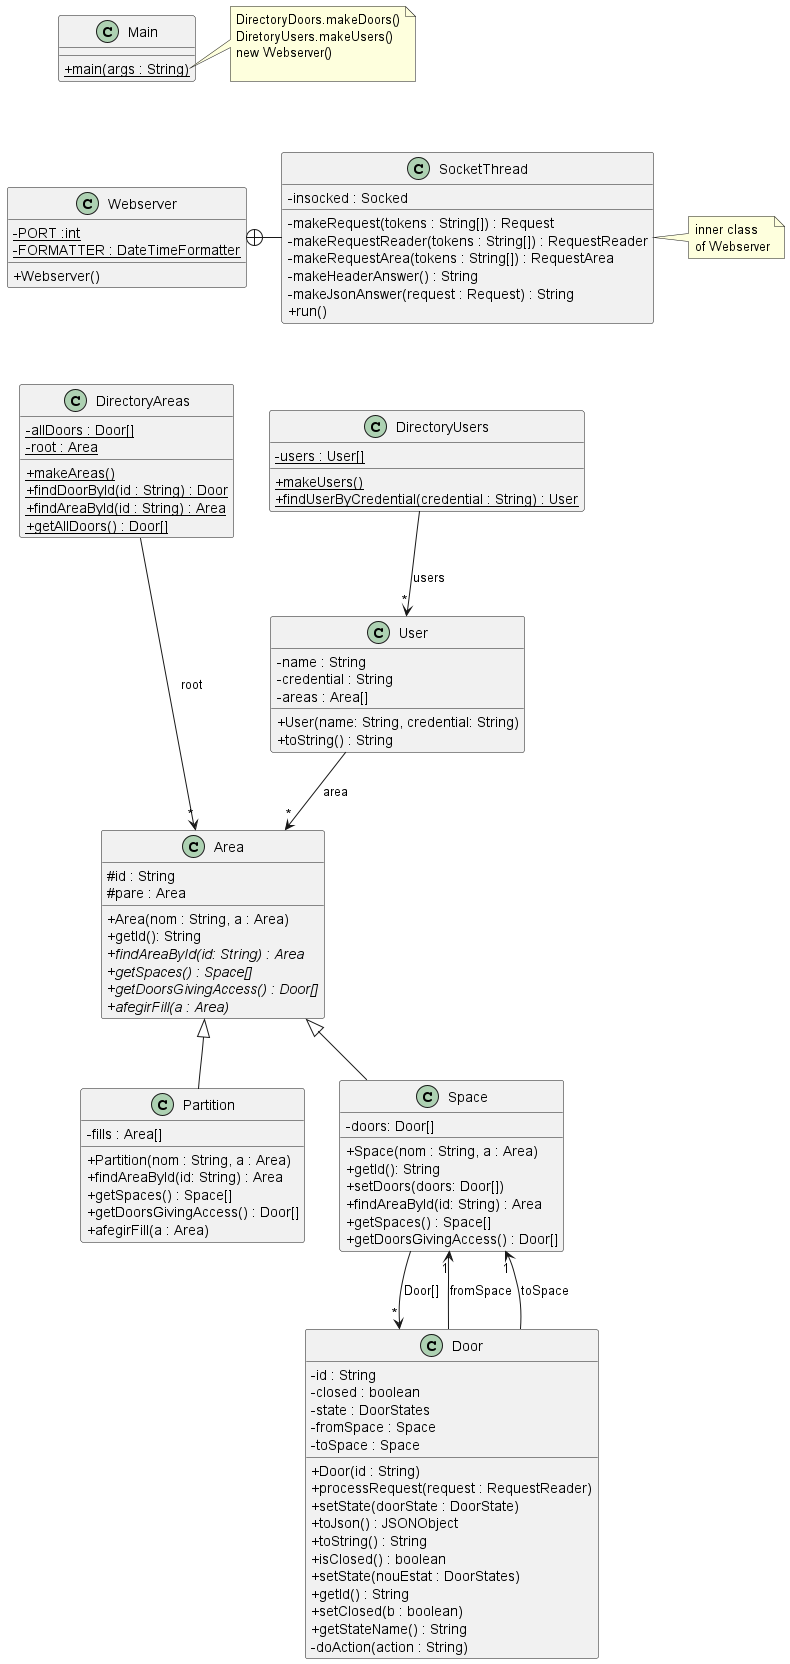 C Main
+main(args : String)
DirectoryDoors.makeDoors()
DiretoryUsers.makeUsers()
new Webserver()
C Webserver
-PORT :int
-FORMATTER : DateTimeFormatter
+Webserver()
C SocketThread
-insocked : Socked
-makeRequest(tokens : String[]) : Request
-makeRequestReader(tokens : String[]) : RequestReader
-makeRequestArea(tokens : String[]) : RequestArea
-makeHeaderAnswer() : String
-makeJsonAnswer(request : Request) : String
+run()
inner class
of Webserver
C DirectoryAreas
-allDoors : Door[]
-root : Area
+makeAreas()
+findDoorById(id : String) : Door
+findAreaById(id : String) : Area
+getAllDoors() : Door[]
C DirectoryUsers
-users : User[]
+makeUsers()
+findUserByCredential(credential : String) : User
users
*
C User
-name : String
-credential : String
-areas : Area[]
+User(name: String, credential: String)
+toString() : String
root
*
area
*
C Area
#id : String
#pare : Area
+Area(nom : String, a : Area)
+getId(): String
+findAreaById(id: String) : Area
+getSpaces() : Space[]
+getDoorsGivingAccess() : Door[]
+afegirFill(a : Area)
C Partition
-fills : Area[]
+Partition(nom : String, a : Area)
+findAreaById(id: String) : Area
+getSpaces() : Space[]
+getDoorsGivingAccess() : Door[]
+afegirFill(a : Area)
C Space
-doors: Door[]
+Space(nom : String, a : Area)
+getId(): String
+setDoors(doors: Door[])
+findAreaById(id: String) : Area
+getSpaces() : Space[]
+getDoorsGivingAccess() : Door[]
1
1
Door[]
fromSpace
toSpace
*
C Door
-id : String
-closed : boolean
-state : DoorStates
-fromSpace : Space
-toSpace : Space
+Door(id : String)
+processRequest(request : RequestReader)
+setState(doorState : DoorState)
+toJson() : JSONObject
+toString() : String
+isClosed() : boolean
+setState(nouEstat : DoorStates)
+getId() : String
+setClosed(b : boolean)
+getStateName() : String
-doAction(action : String)